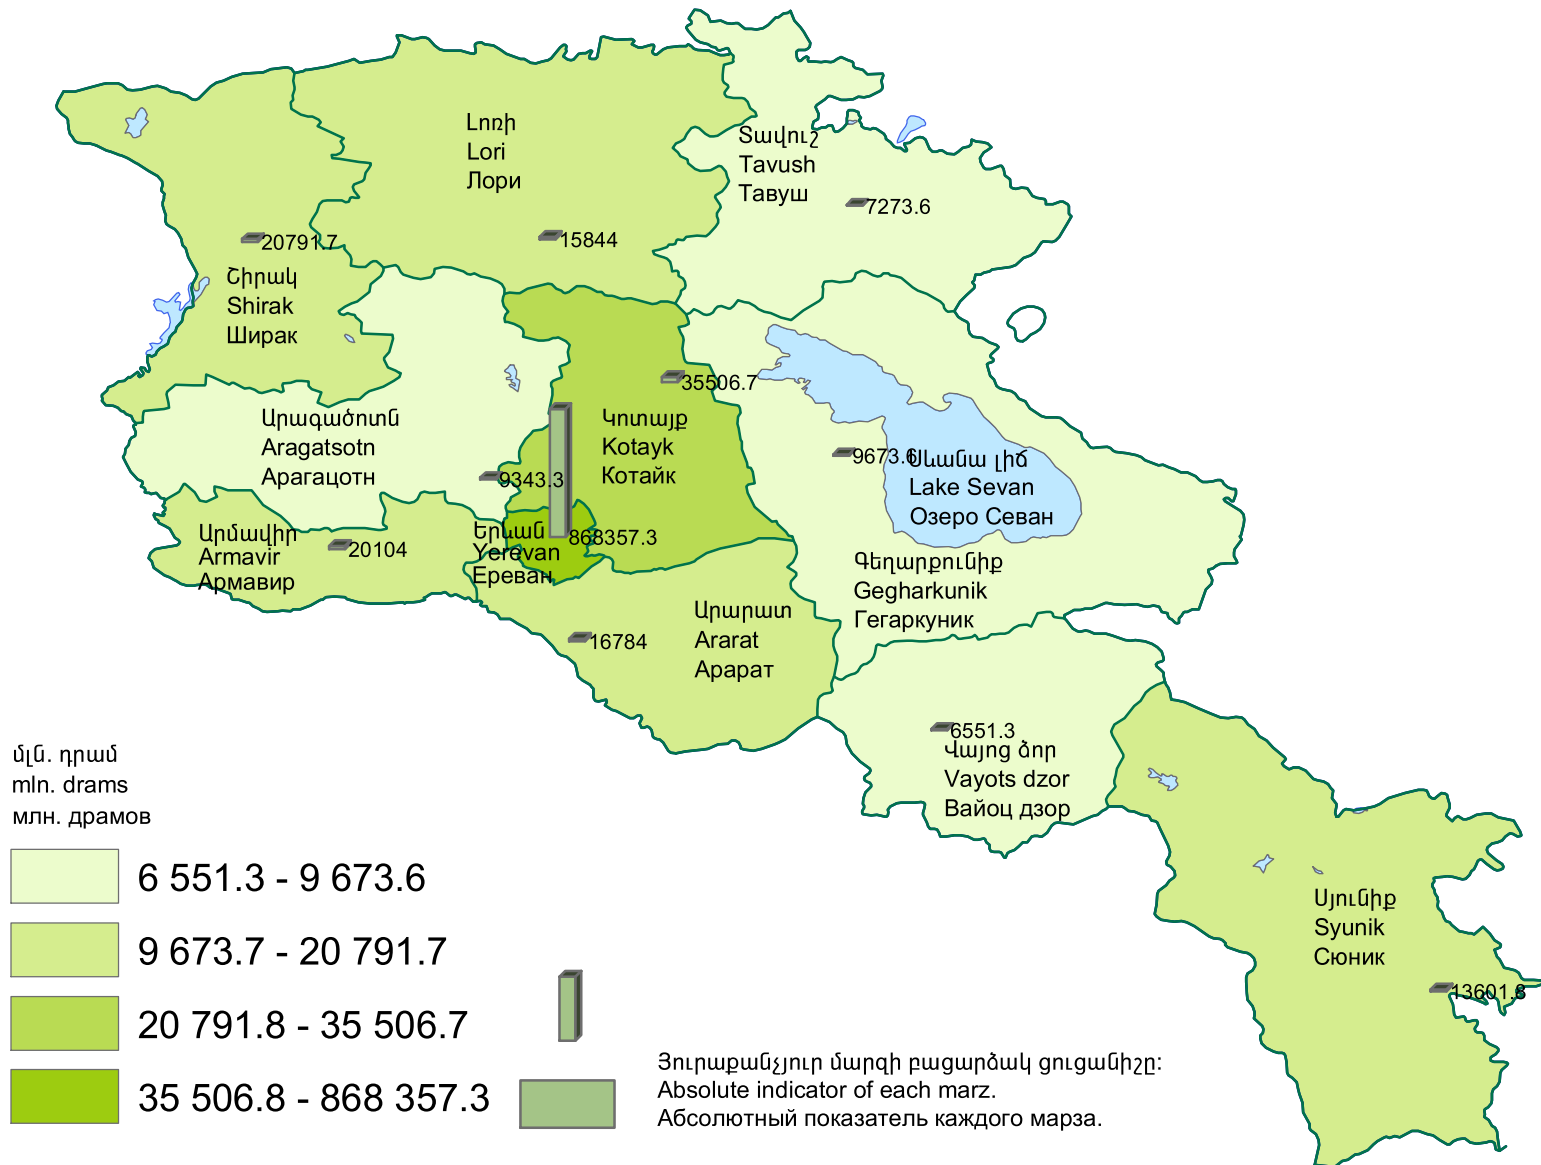 Լոռի
Lori
Лори
15844
Տավուշ
Tavush
Тавуш
7273.6
20791.7
Շիրակ
Shirak
Ширак
35506.7
Կոտայք
Kotayk
Котайк
Արագածոտն
Aragatsotn
Арагацотн
9343.3
9673.6
Սևանա լիճ
Lake Sevan
Озеро Севан
Արմավիր
Armavir
Армавир
20104
Երևան
Yerevan
Ереван
868357.3
Գեղարքունիք
Gegharkunik
Гегаркуник
Արարատ
Ararat
Арарат
16784
6551.3
Վայոց ձոր
Vayots dzor
Вайоц дзор
Սյունիք
Syunik
Сюник
13601.8
մլն. դրամ
mln. drams
млн. драмов
6 551.3 - 9 673.6
9 673.7 - 20 791.7
20 791.8 - 35 506.7
35 506.8 - 868 357.3
Յուրաքանչյուր մարզի բացարձակ ցուցանիշը:
Absolute indicator of each marz.
Абсолютный показатель каждого марза.